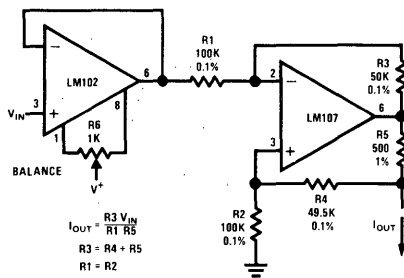 R1
100K
0.1%
R3
50K
0.1%
−
LM102
6
8
VIN
3
+
1
R6
1K
BALANCE
V+
2
−
LM107
6
3
+
R5
500
1%
R4
49.5K
0.1%
R2
100K
0.1%
IOUT
IOUT = R3 VIN / R1 R5
R3 = R4 + R5
R1 = R2